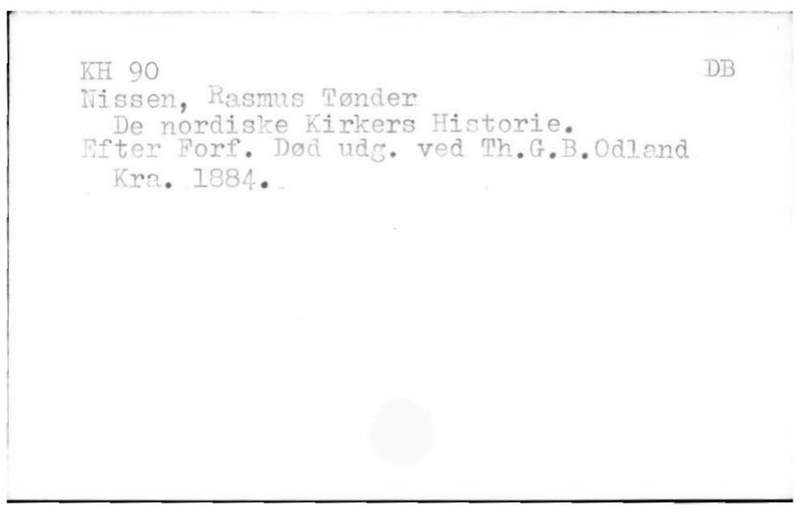 KH 90 DB
Nissen, Rasmus Tønder
De nordiske Kirkers Historie.
Efter Forf. Død udg. ved Th.G.B.Odland
Kra. 1884.